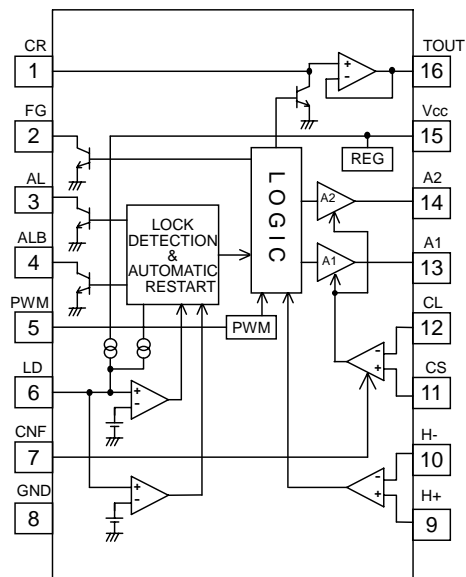 CR
1
FG
2
AL
3
ALB
4
PWM
5
LD
6
CNF
7
GND
8
LOCK
DETECTION
&
AUTOMATIC
RESTART
LOGIC
PWM
REG
A2
A1
+
-
+
-
+
-
-
+
-
+
TOUT
16
Vcc
15
A2
14
A1
13
CL
12
CS
11
H-
10
H+
9